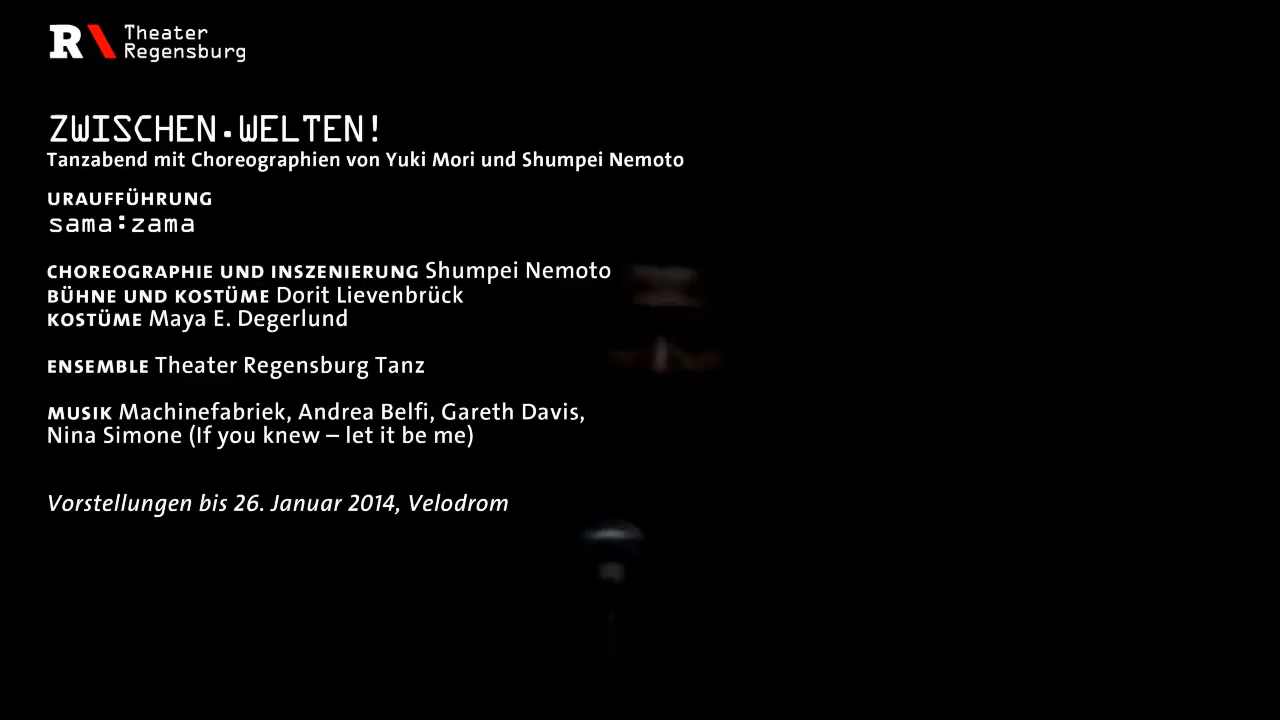 Theater
Regensburg
ZWISCHEN.WELTEN!
Tanzabend mit Choreographien von Yuki Mori und Shumpei Nemoto
URAUFFÜHRUNG
sama:zama
CHOREOGRAPHIE UND INSZENIERUNG Shumpei Nemoto
BÜHNE UND KOSTÜME Dorit Lievenbrück
KOSTÜME Maya E. Degerlund
ENSEMBLE Theater Regensburg Tanz
MUSIK Machinefabriek, Andrea Belfi, Gareth Davis,
Nina Simone (If you knew – let it be me)
Vorstellungen bis 26. Januar 2014, Velodrom